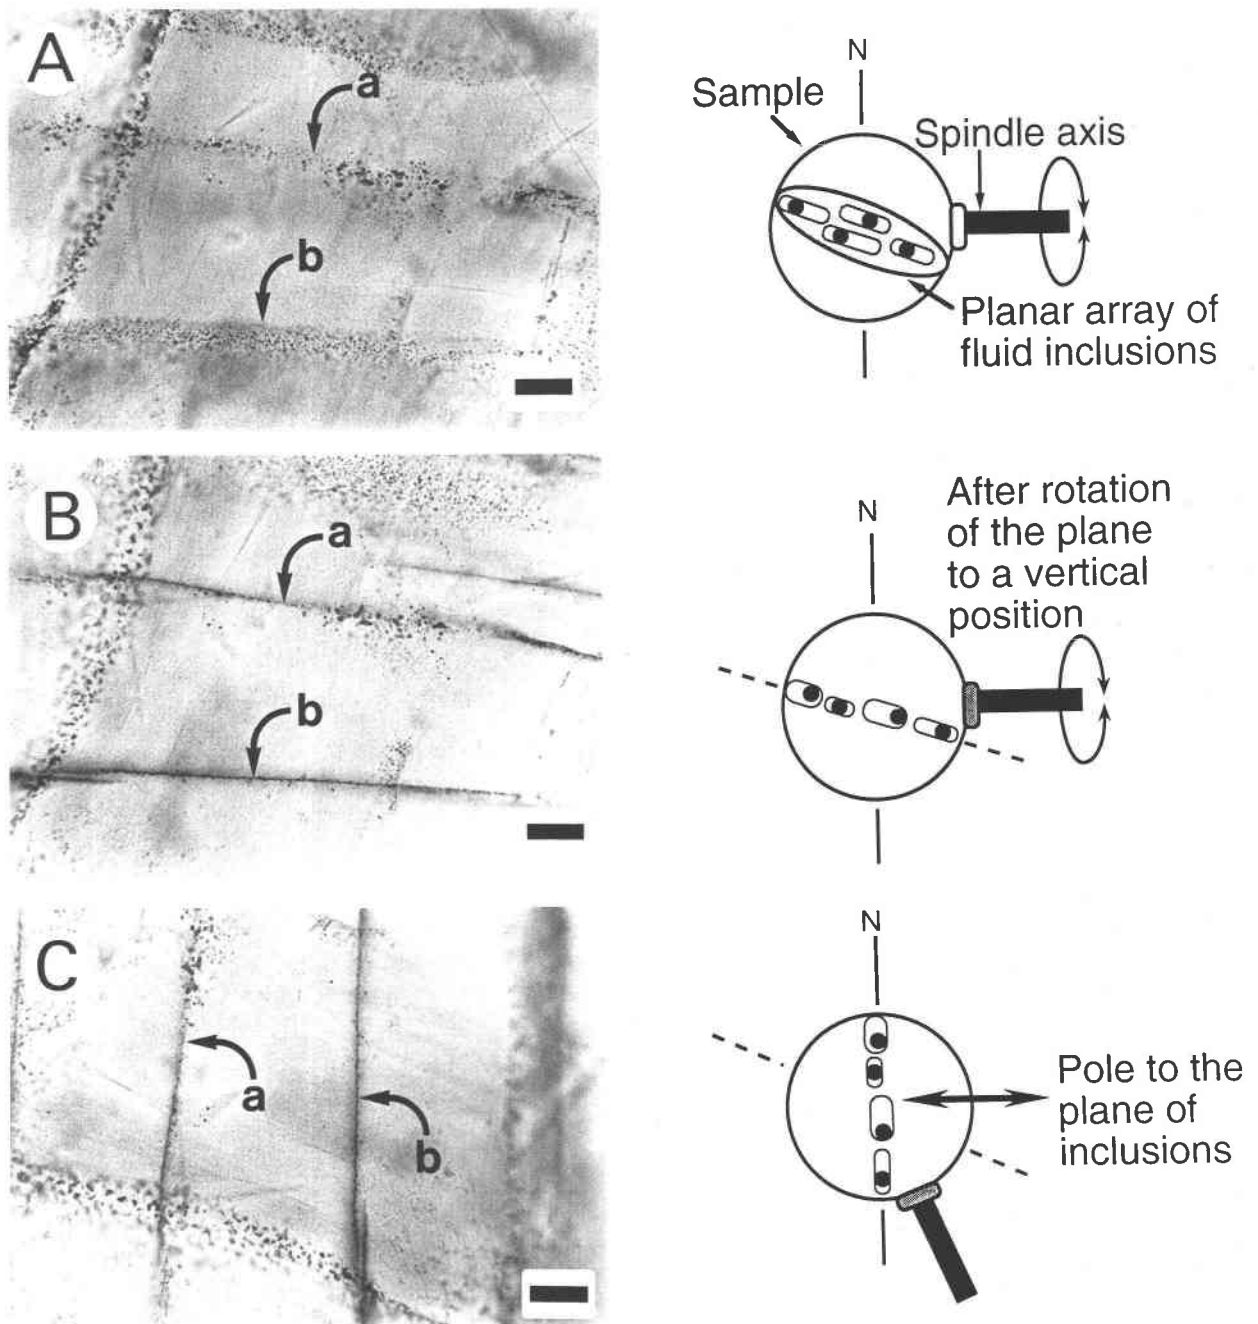 A
a
b
N
Sample
Spindle axis
Planar array of
fluid inclusions
B
a
b
N
After rotation
of the plane
to a vertical
position
C
a
b
N
Pole to the
plane of
inclusions